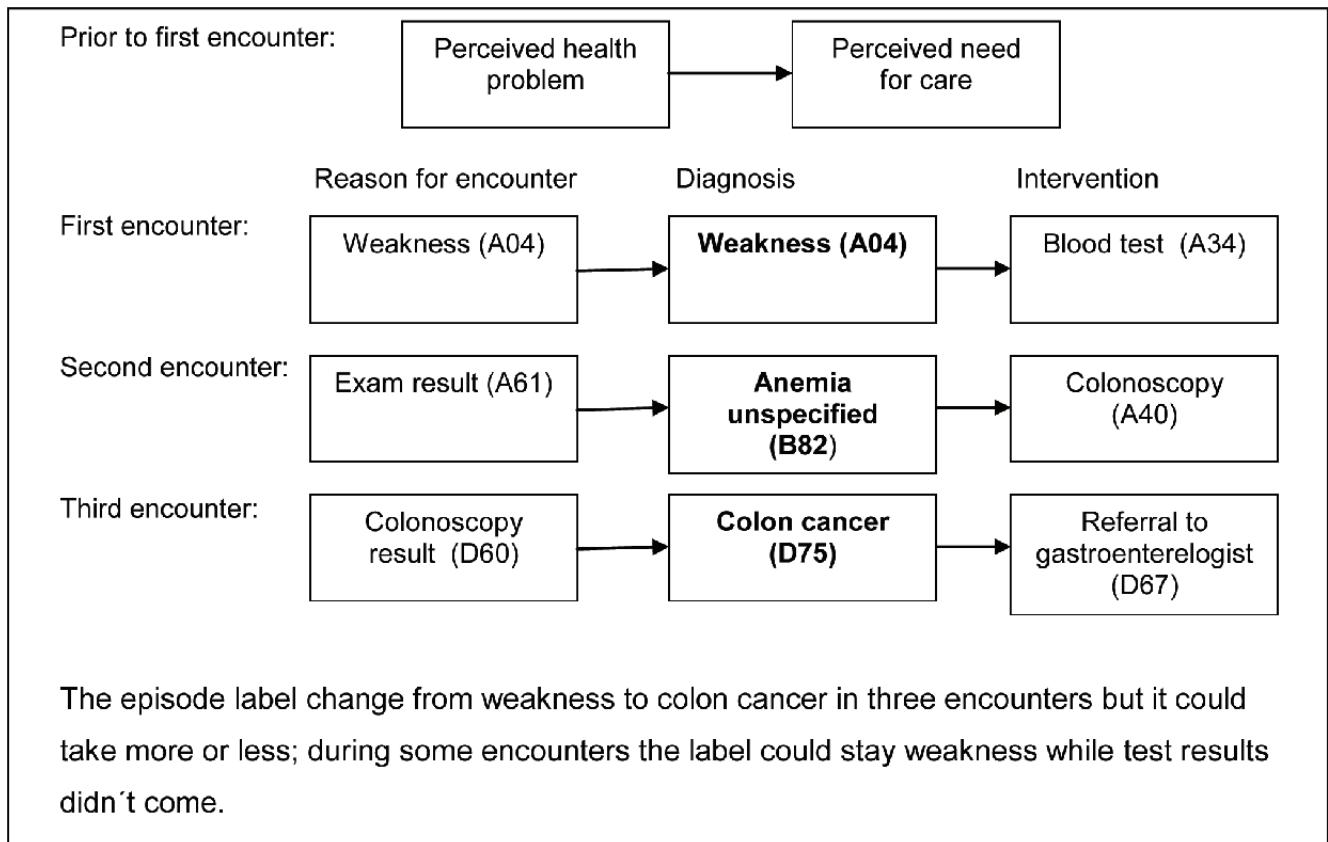 Prior to first encounter:
Perceived health
problem
Perceived need
for care
Reason for encounter
Diagnosis
Intervention
First encounter:
Weakness (A04)
Weakness (A04)
Blood test (A34)
Second encounter:
Exam result (A61)
Anemia
unspecified
(B82)
Colonoscopy
(A40)
Third encounter:
Colonoscopy
result (D60)
Colon cancer
(D75)
Referral to
gastroenterelogist
(D67)
The episode label change from weakness to colon cancer in three encounters but it could
take more or less; during some encounters the label could stay weakness while test results
didn´t come.